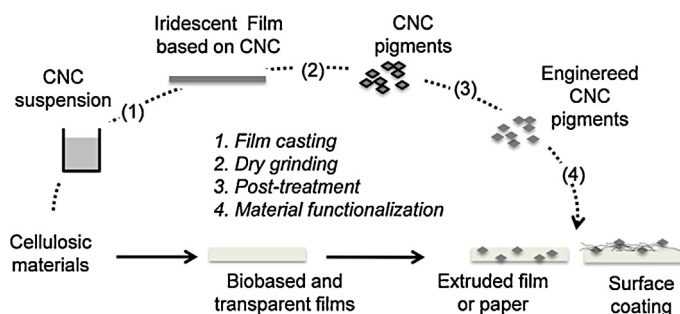 Iridescent Film
based on CNC
CNC
pigments
CNC
suspension
(1)
(2)
(3)
Enginereed
CNC
pigments
(4)
1. Film casting
2. Dry grinding
3. Post-treatment
4. Material functionalization
Cellulosic
materials
Biobased and
transparent films
Extruded film
or paper
Surface
coating